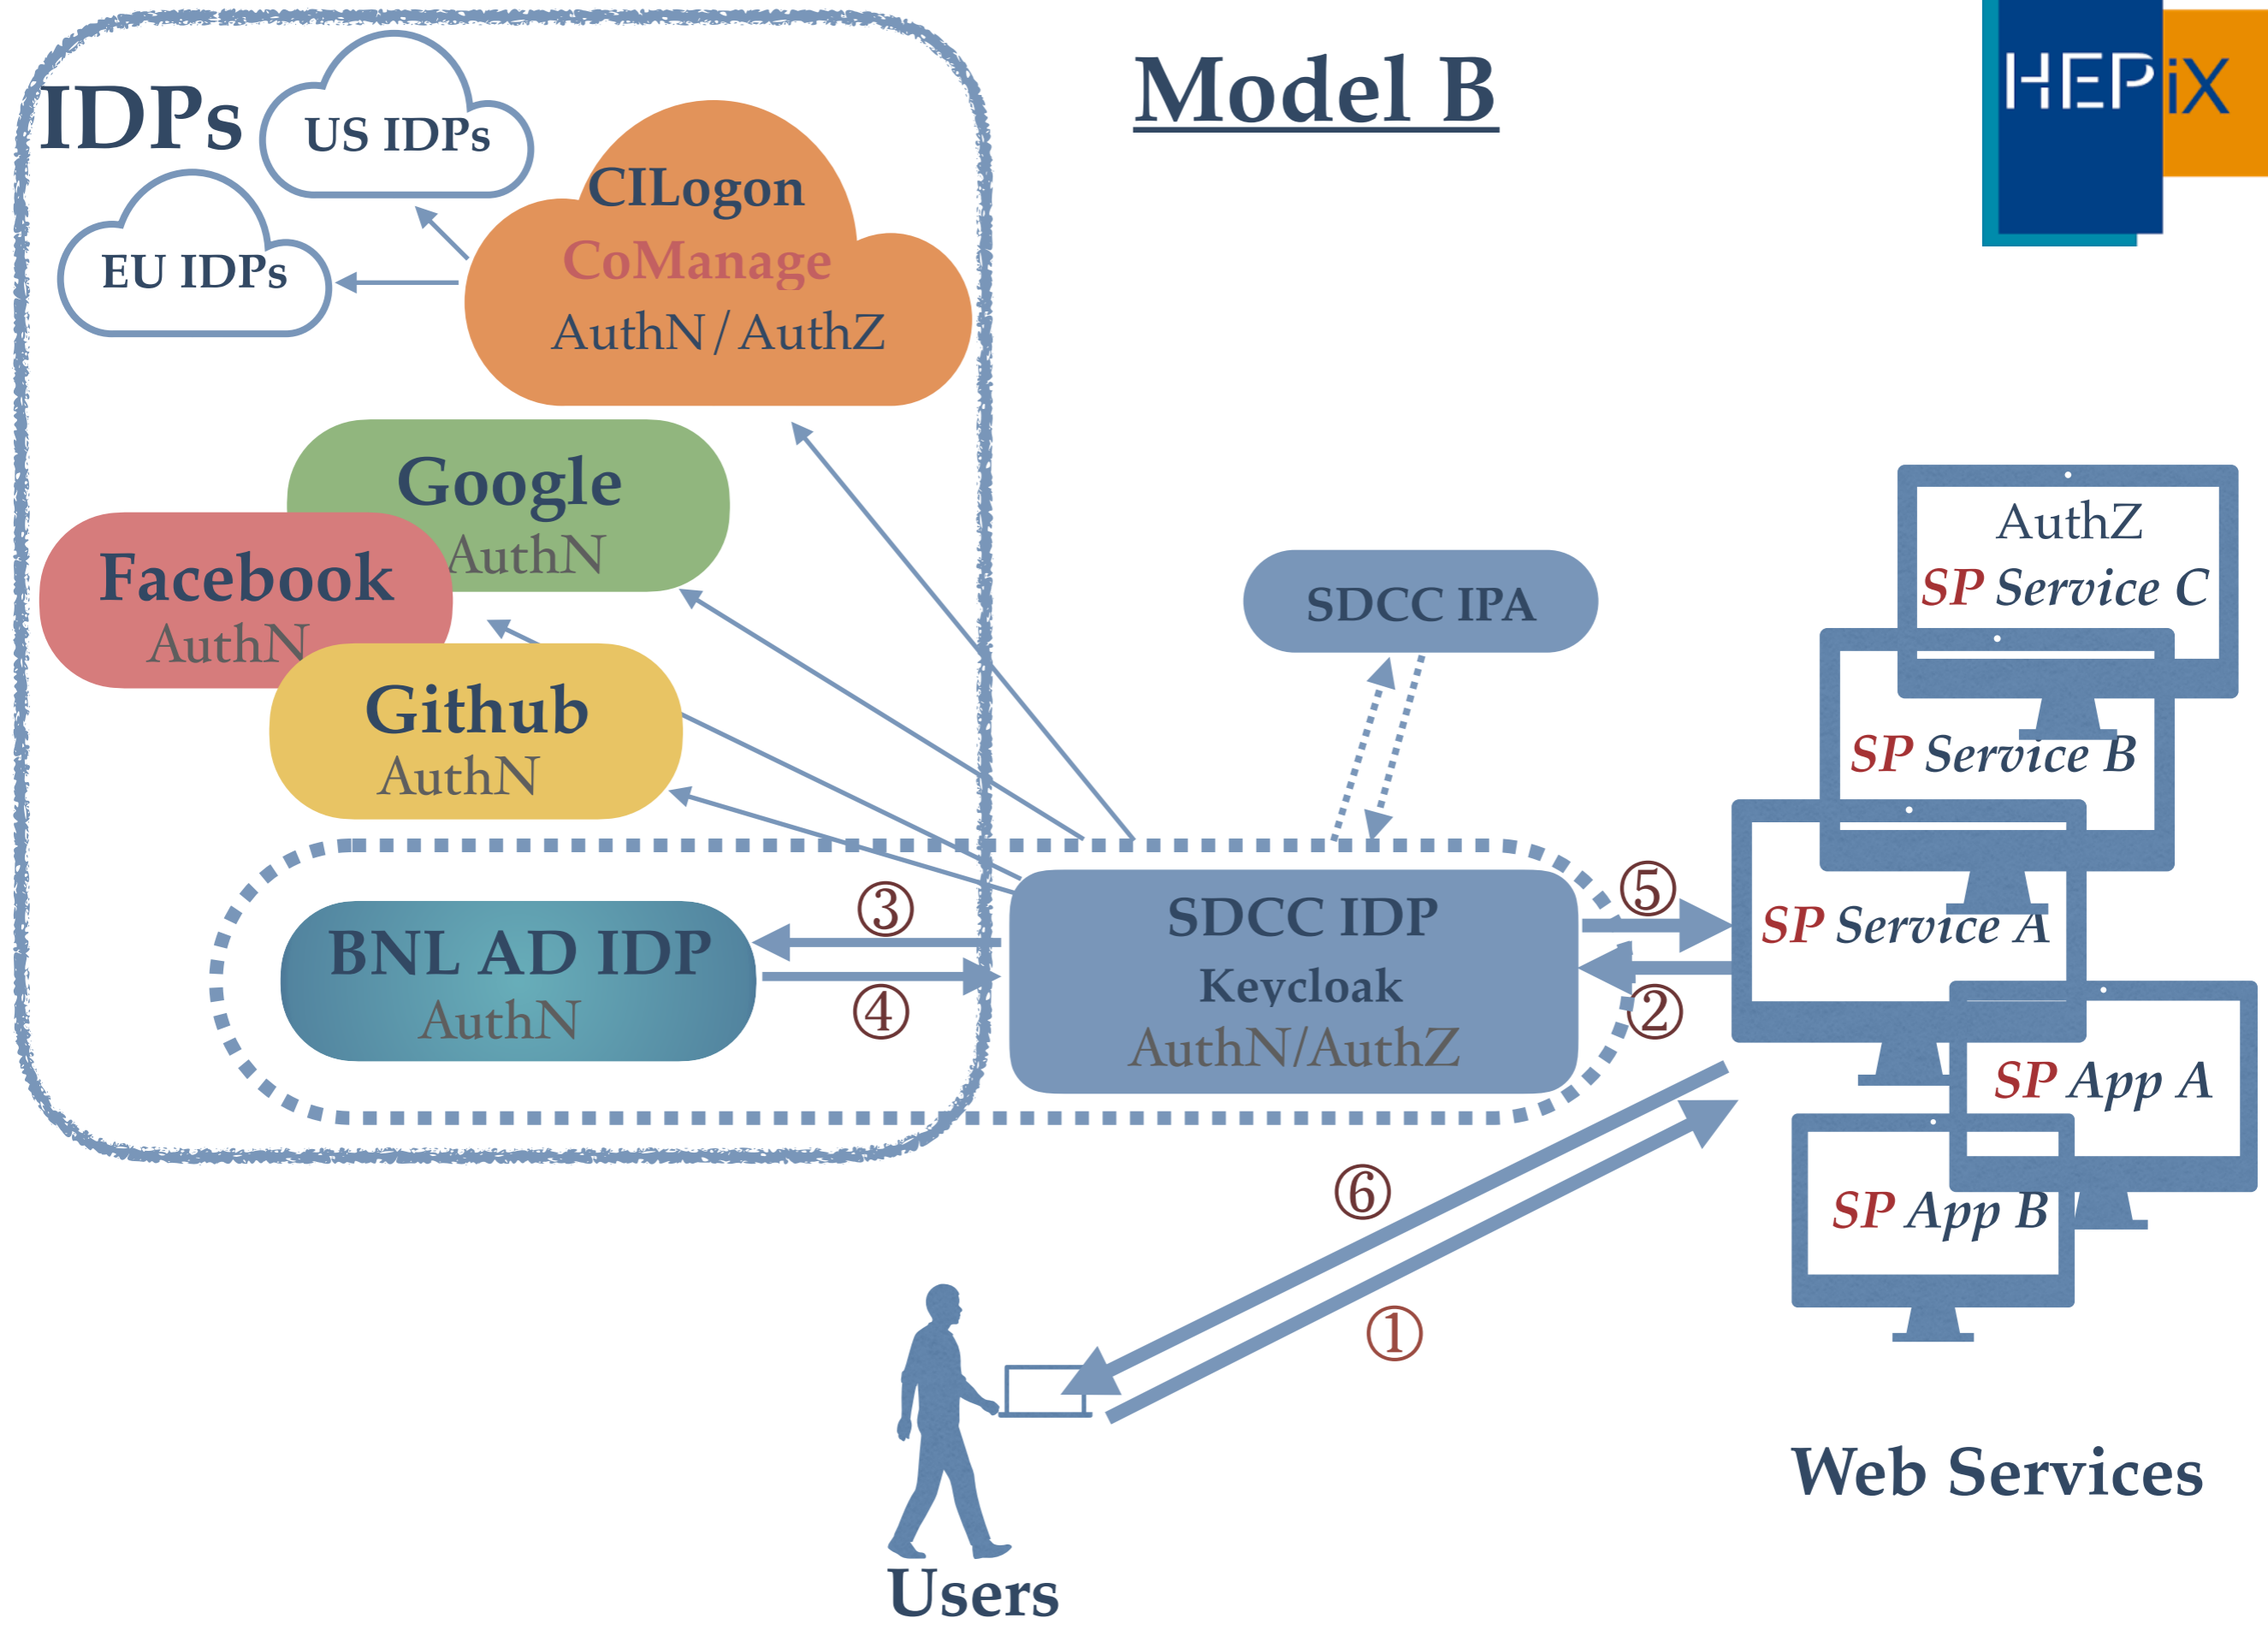 Model B
HEPiX
IDPs
US IDPs
EU IDPs
CILogon
CoManage
AuthN / AuthZ
Google
AuthN
Facebook
AuthN
Github
AuthN
SDCC IPA
BNL AD IDP
AuthN
③
④
SDCC IDP
Keycloak
AuthN/AuthZ
⑤
②
AuthZ
SP Service C
SP Service B
SP Service A
SP App A
SP App B
⑥
①
Web Services
Users